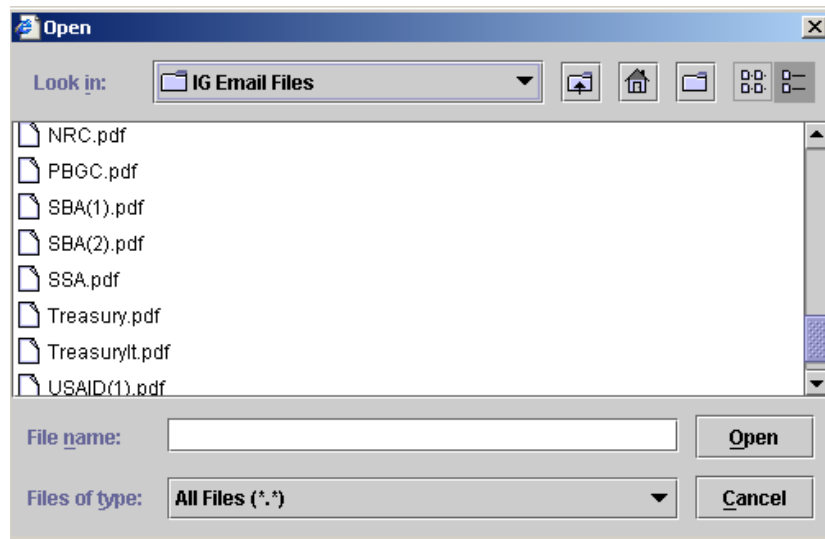 Open
Look in: IG Email Files
NRC.pdf
PBGC.pdf
SBA(1).pdf
SBA(2).pdf
SSA.pdf
Treasury.pdf
TreasuryIt.pdf
USAID(1).pdf
File name: Open
Files of type: All Files (*.*) Cancel